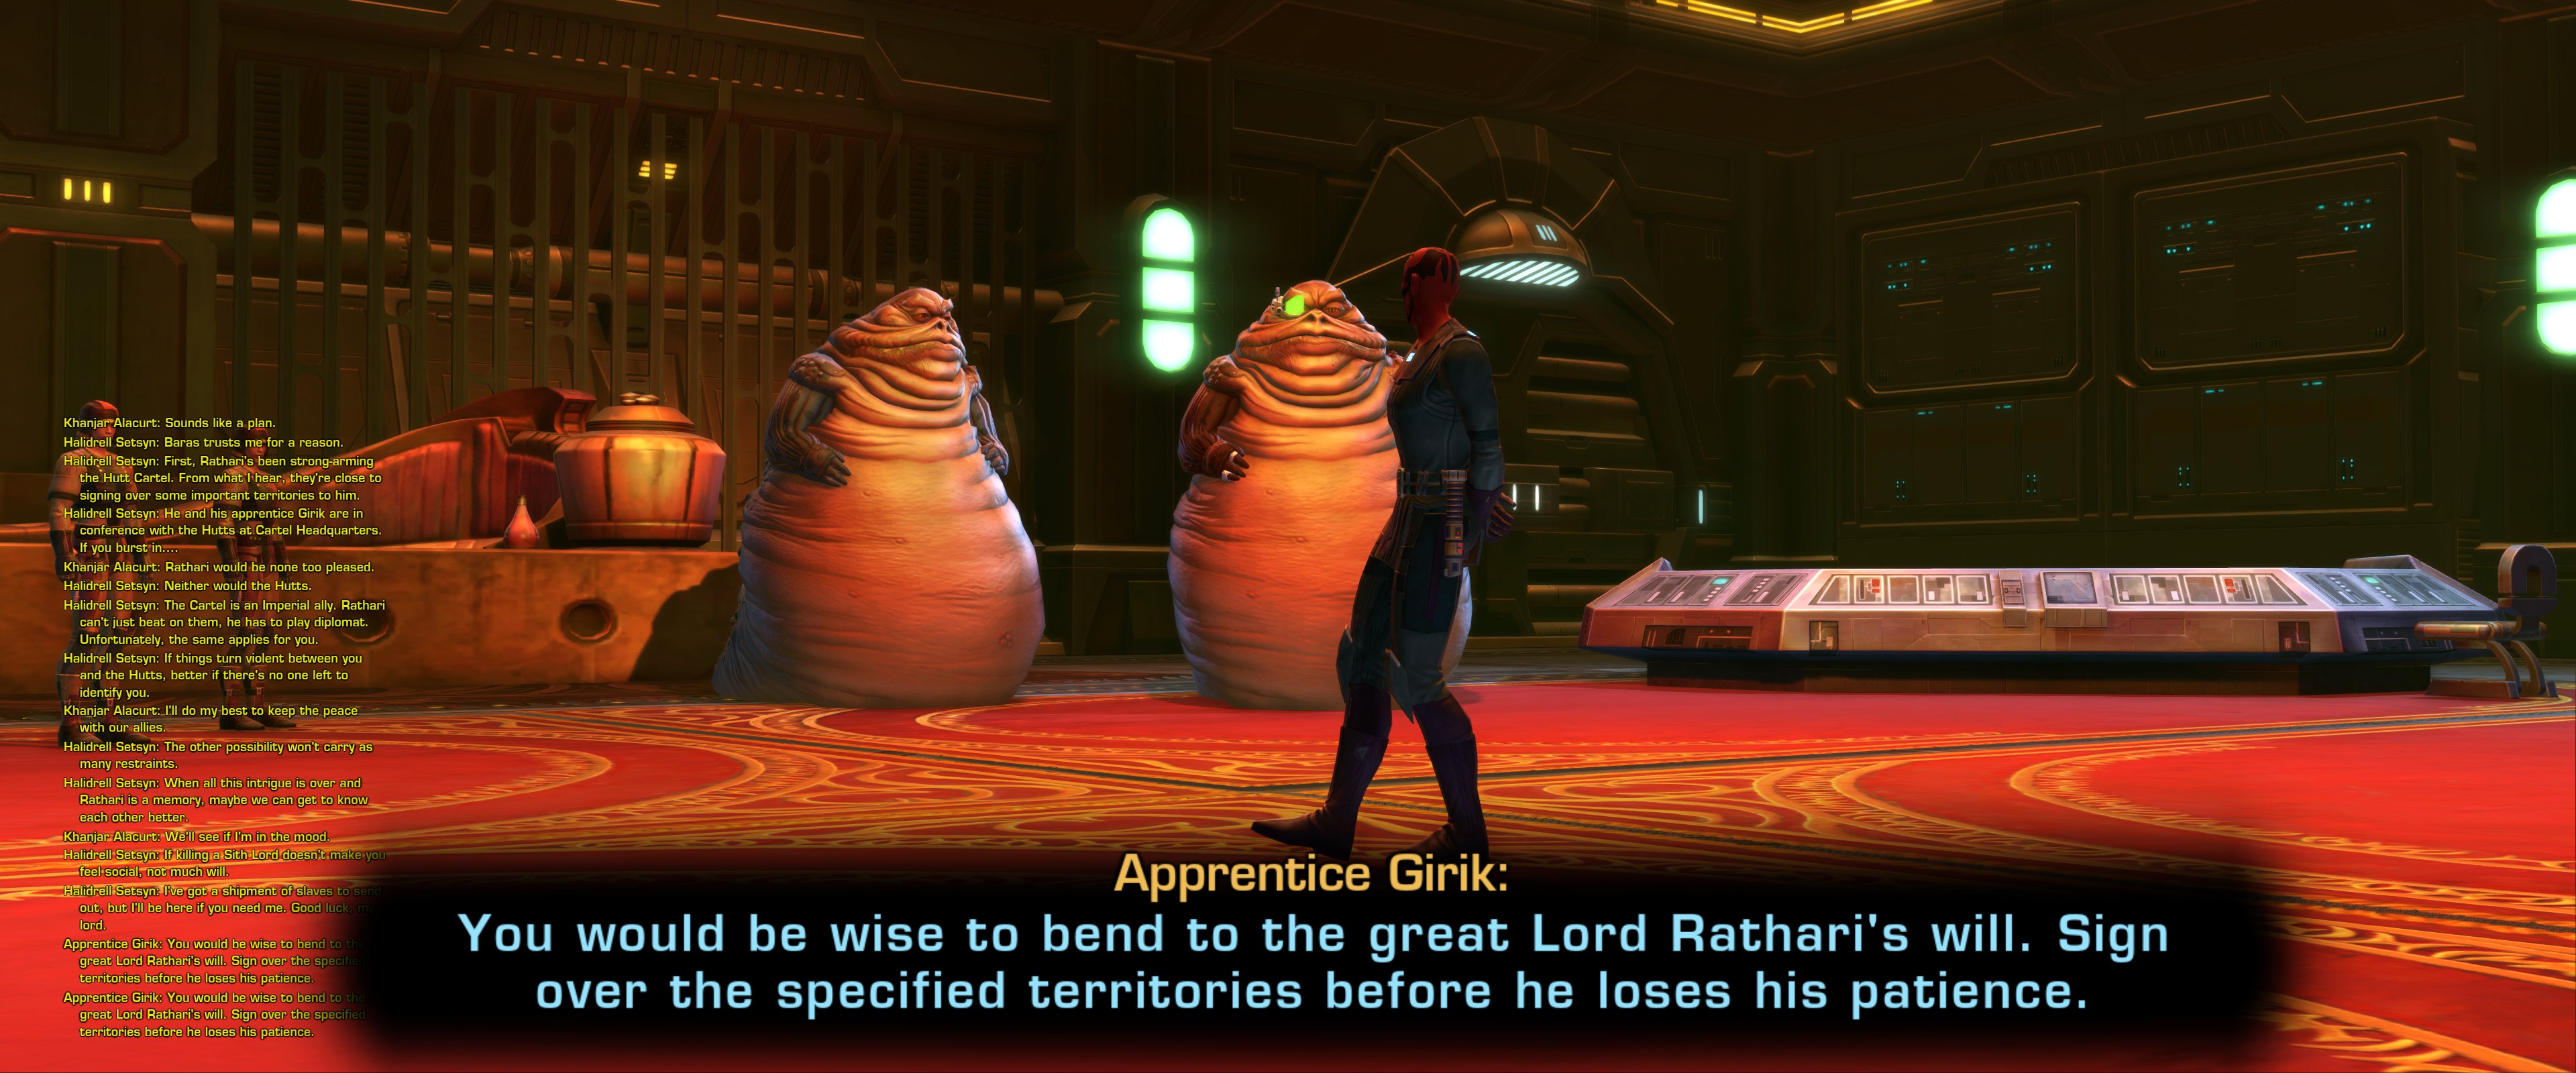 Khanjar Alacurt: Sounds like a plan.
Halidrell Setsyn: Baras trusts me for a reason.
Halidrell Setsyn: First, Rathari's been strong-arming
the Hutt Cartel. From what I hear, they're close to
signing over some important territories to him.
Halidrell Setsyn: He and his apprentice Girik are in
conference with the Hutts at Cartel Headquarters.
If you burst in....
Khanjar Alacurt: Rathari would be none too pleased.
Halidrell Setsyn: Neither would the Hutts.
Halidrell Setsyn: The Cartel is an Imperial ally. Rathari
can't just beat on them, he has to play diplomat.
Unfortunately, the same applies for you.
Halidrell Setsyn: If things turn violent between you
and the Hutts, better if there's no one left to
identify you.
Khanjar Alacurt: I'll do my best to keep the peace
with our allies.
Halidrell Setsyn: The other possibility won't carry as
many restraints.
Halidrell Setsyn: When all this intrigue is over and
Rathari is a memory, maybe we can get to know
each other better.
Khanjar Alacurt: We'll see if I'm in the mood.
Halidrell Setsyn: If killing a Sith Lord doesn't make you
feel social, not much will.
Halidrell Setsyn: I've got a shipment of slaves to send
out, but I'll be here if you need me. Good luck, my
lord.
Apprentice Girik: You would be wise to bend to the
great Lord Rathari's will. Sign over the specified
territories before he loses his patience.
Apprentice Girik: You would be wise to bend to the
great Lord Rathari's will. Sign over the specified
territories before he loses his patience.
Apprentice Girik:
You would be wise to bend to the great Lord Rathari's will. Sign
over the specified territories before he loses his patience.